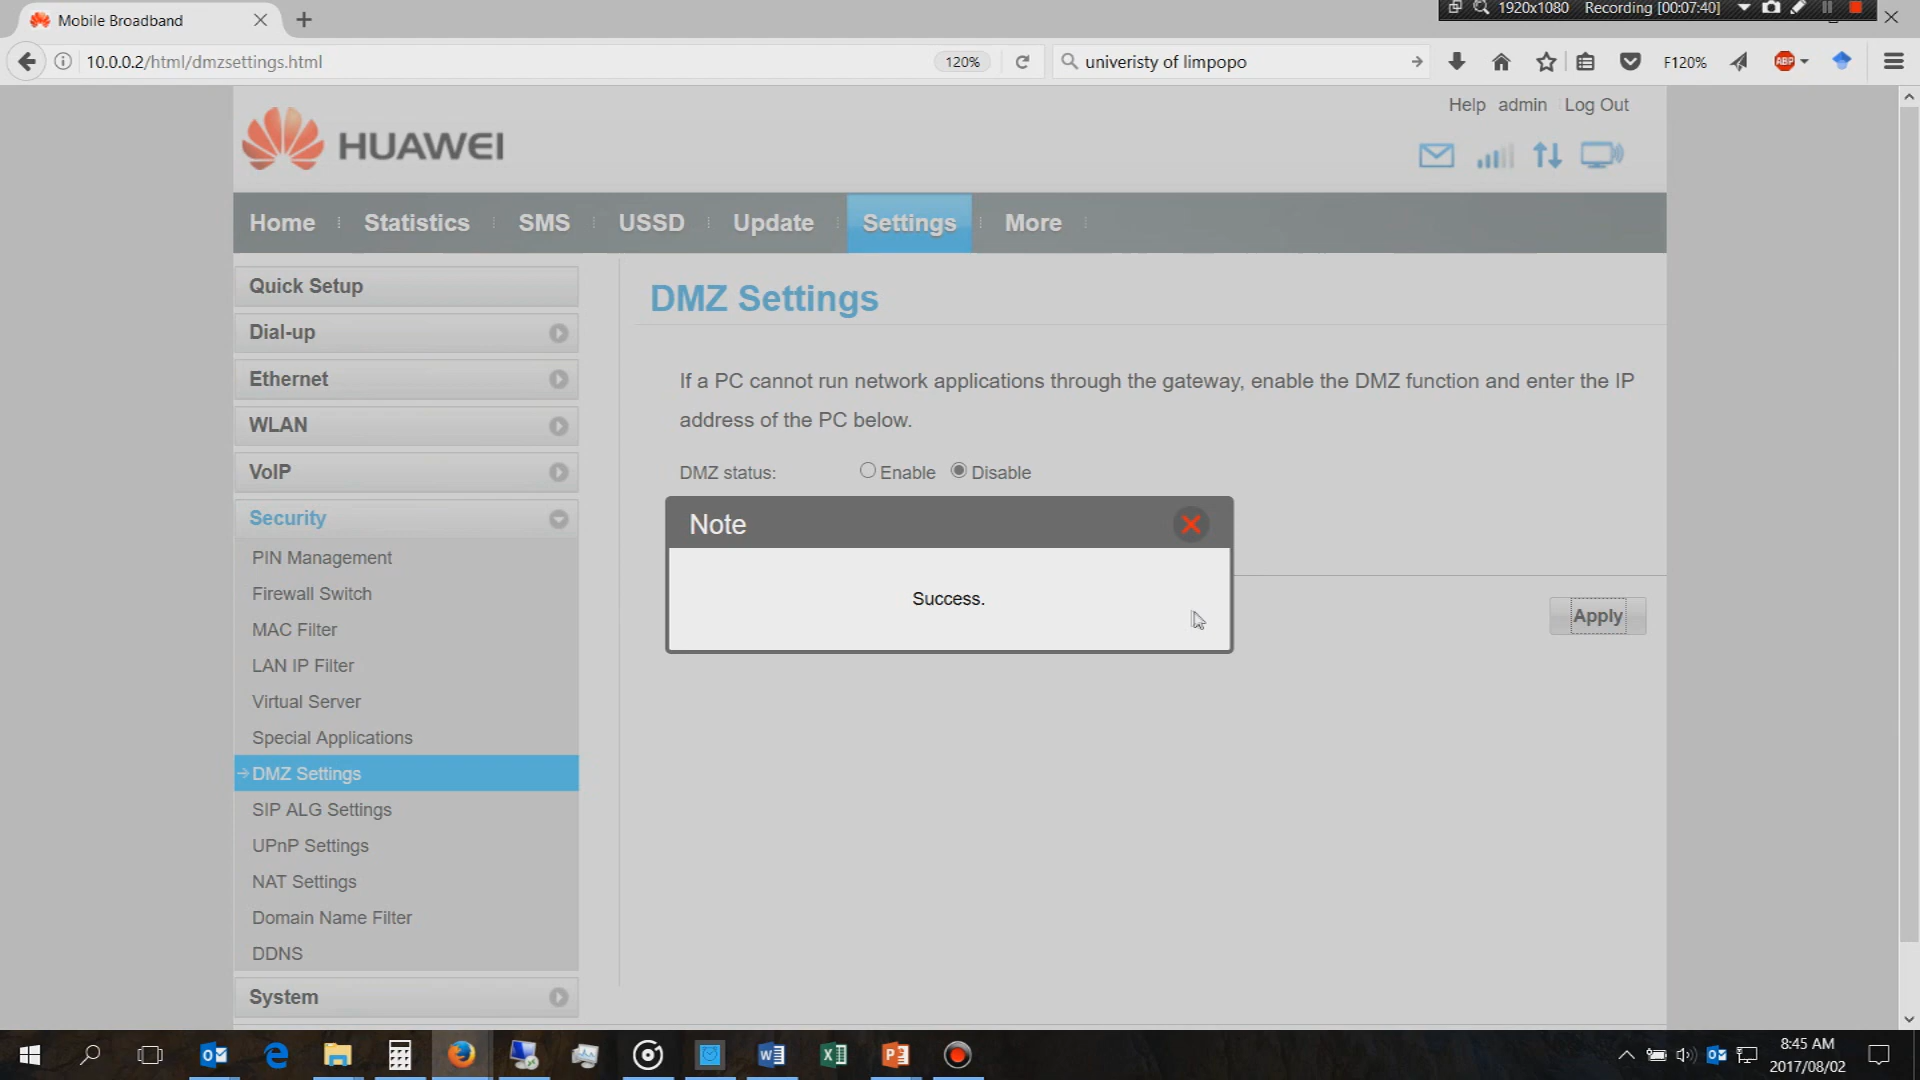 Mobile Broadband
1920x1080 Recording [00:07:40]
10.0.0.2/html/dmzsettings.html
120%
univeristy of limpopo
F120%
ABP
Help admin Log Out
HUAWEI
Home Statistics SMS USSD Update Settings More
Quick Setup
Dial-up
Ethernet
WLAN
VoIP
Security
PIN Management
Firewall Switch
MAC Filter
LAN IP Filter
Virtual Server
Special Applications
DMZ Settings
SIP ALG Settings
UPnP Settings
NAT Settings
Domain Name Filter
DDNS
System
DMZ Settings
If a PC cannot run network applications through the gateway, enable the DMZ function and enter the IP
address of the PC below.
DMZ status: Enable Disable
Note
Success.
Apply
8:45 AM
2017/08/02